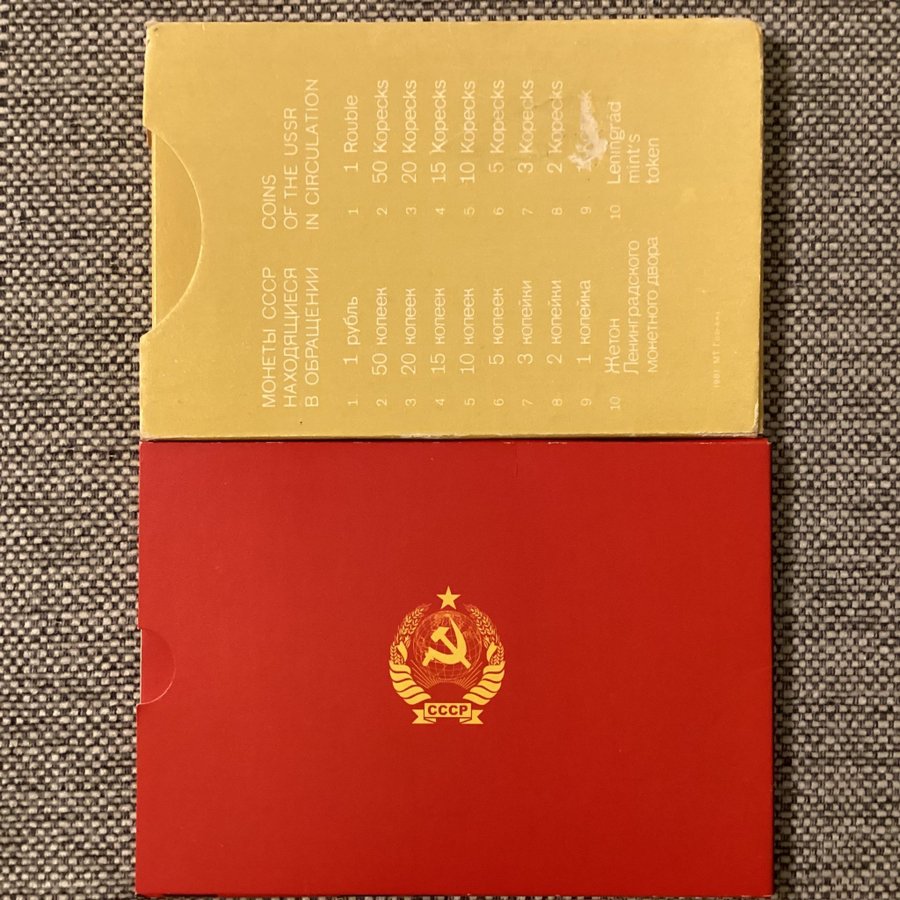 МОНЕТЫ СССР
НАХОДЯЩИЕСЯ
В ОБРАЩЕНИИ
1 1 рубль
2 50 копеек
3 20 копеек
4 15 копеек
5 10 копеек
6 5 копеек
7 3 копейки
8 2 копейки
9 1 копейка
10 Жетон
Ленинградского
монетного двора
COINS
OF THE USSR
IN CIRCULATION
1 1 Rouble
2 50 Kopecks
3 20 Kopecks
4 15 Kopecks
5 10 Kopecks
6 5 Kopecks
7 3 Kopecks
8 2 Kopecks
9 1
10 Leningrad
mint's
token
СССР